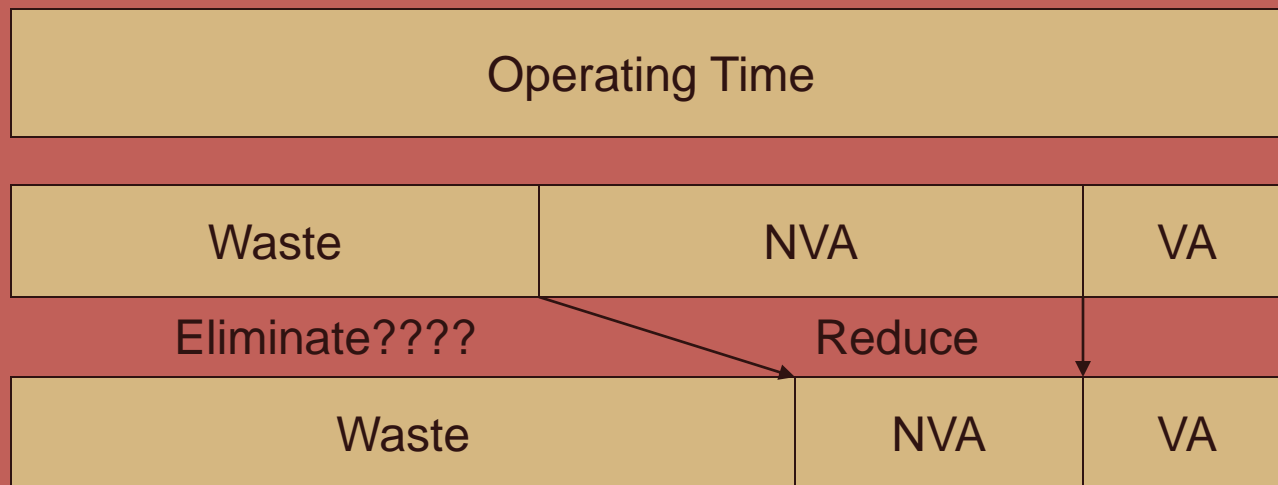 Operating Time
Waste NVA VA
Eliminate???? Reduce
Waste NVA VA